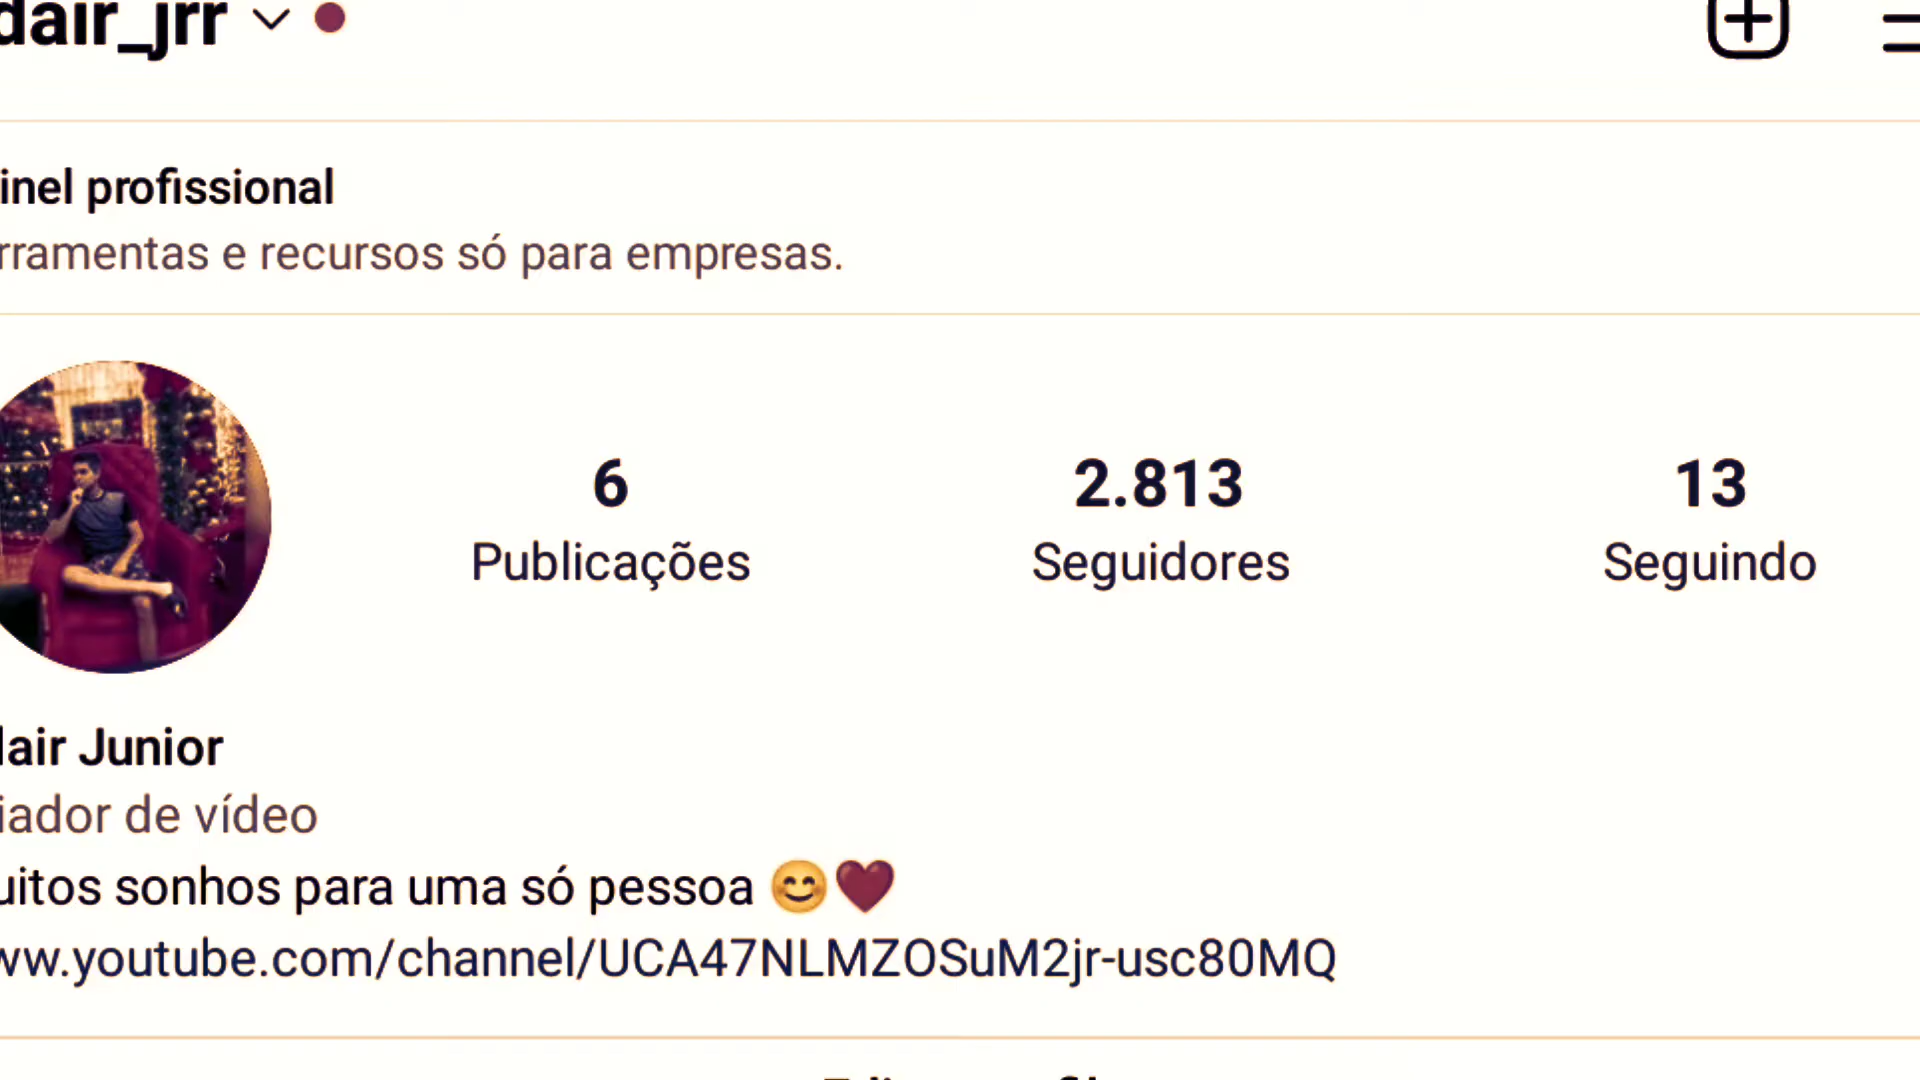 dair_jrr
inel profissional
rramentas e recursos só para empresas.
6
Publicações
2.813
Seguidores
13
Seguindo
lair Junior
iador de vídeo
uitos sonhos para uma só pessoa 😊❤
ww.youtube.com/channel/UCA47NLMZOSuM2jr-usc80MQ